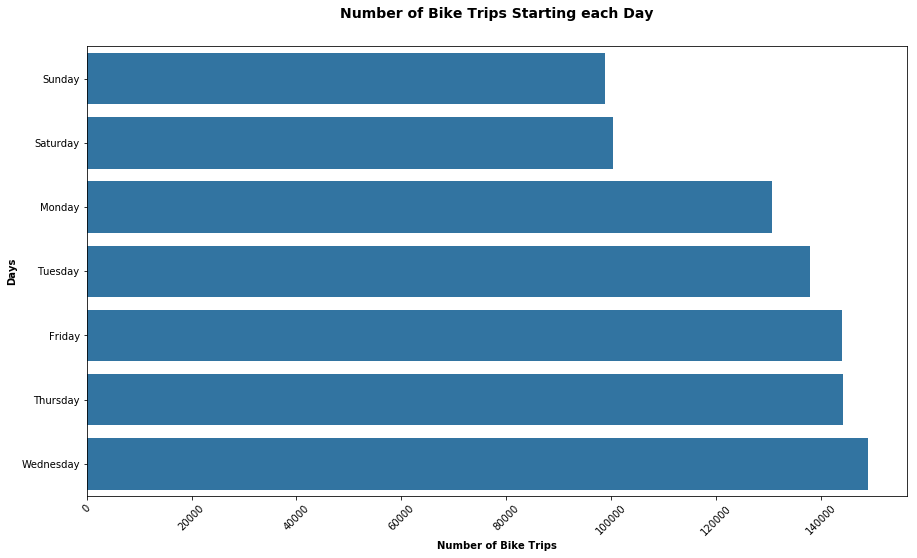 Number of Bike Trips Starting each Day
Days
Sunday
Saturday
Monday
Tuesday
Friday
Thursday
Wednesday
0
20000
40000
60000
80000
100000
120000
140000
Number of Bike Trips